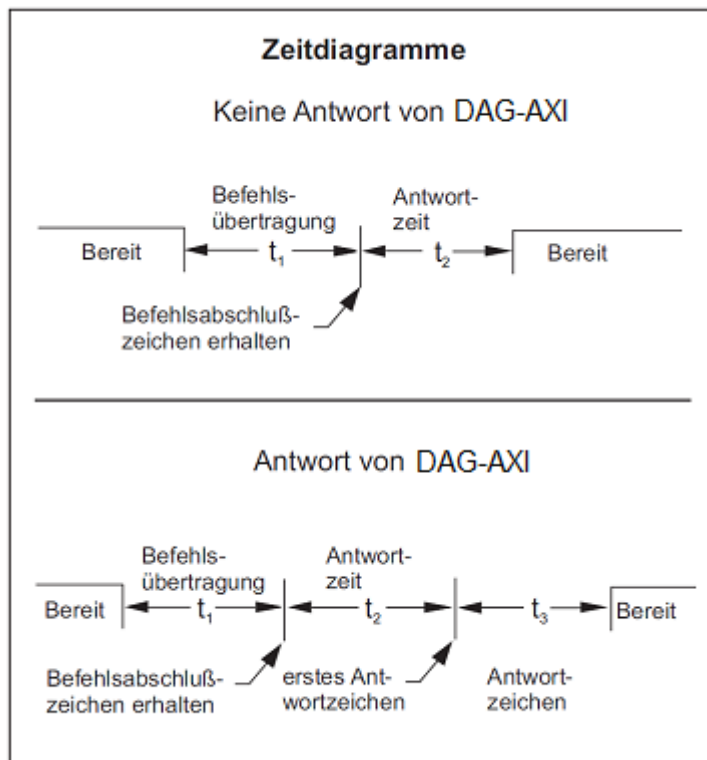 Zeitdiagramme
Keine Antwort von DAG-AXI
Befehls-
übertragung
Antwort-
zeit
Bereit
t₁
t₂
Bereit
Befehlsabschluß-
zeichen erhalten
Antwort von DAG-AXI
Befehls-
übertragung
Antwort-
zeit
Bereit
t₁
t₂
t₃
Bereit
Befehlsabschluß-
zeichen erhalten
erstes Ant-
wortzeichen
Antwort-
zeichen